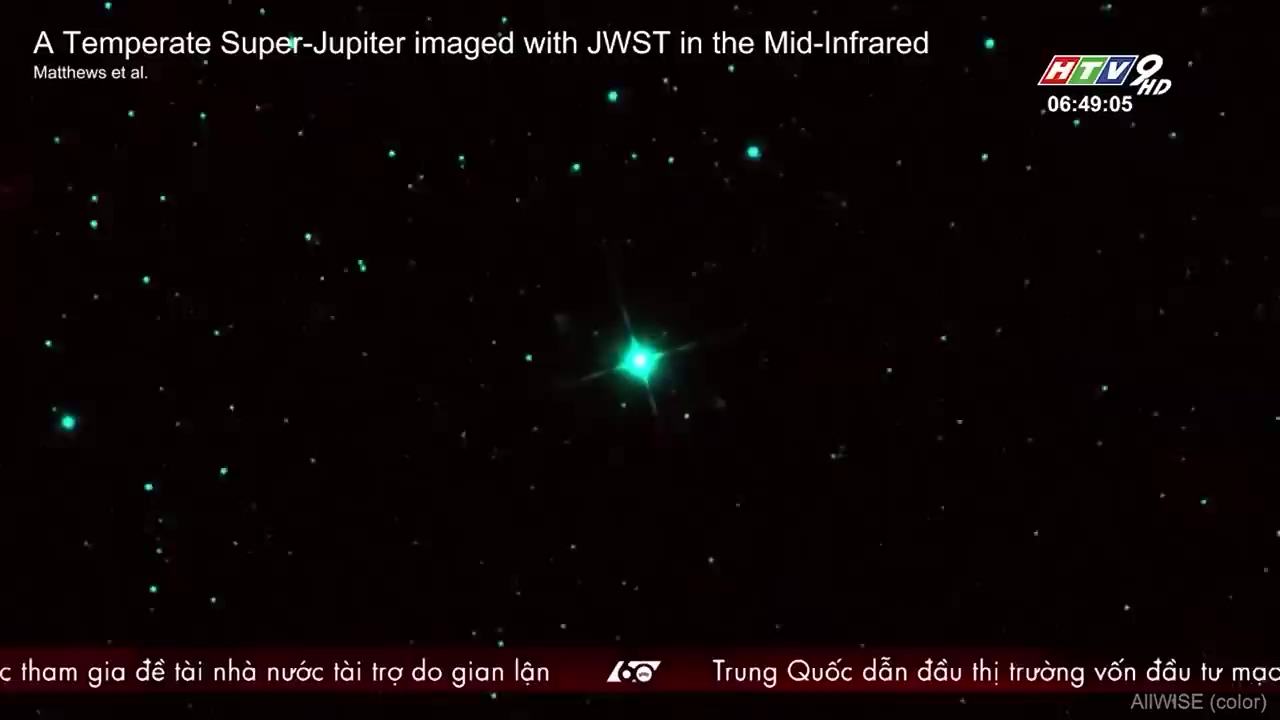 A Temperate Super-Jupiter imaged with JWST in the Mid-Infrared
Matthews et al.
HTV9
HD
06:49:05
c tham gia đề tài nhà nước tài trợ do gian lận
60
Trung Quốc dẫn đầu thị trường vốn đầu tư mạo
AllWISE (color)